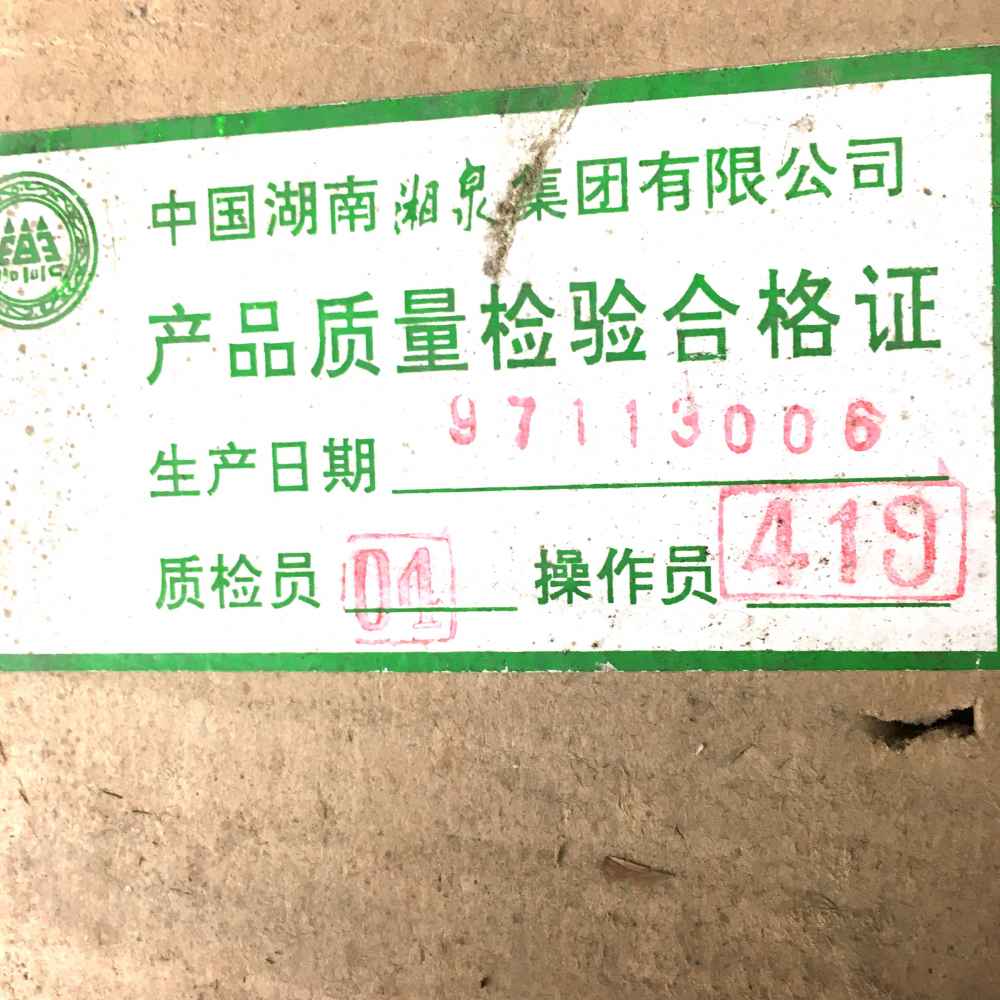 中国湖南湘泉集团有限公司
产品质量检验合格证
生产日期 97113006
质检员 04 操作员 419